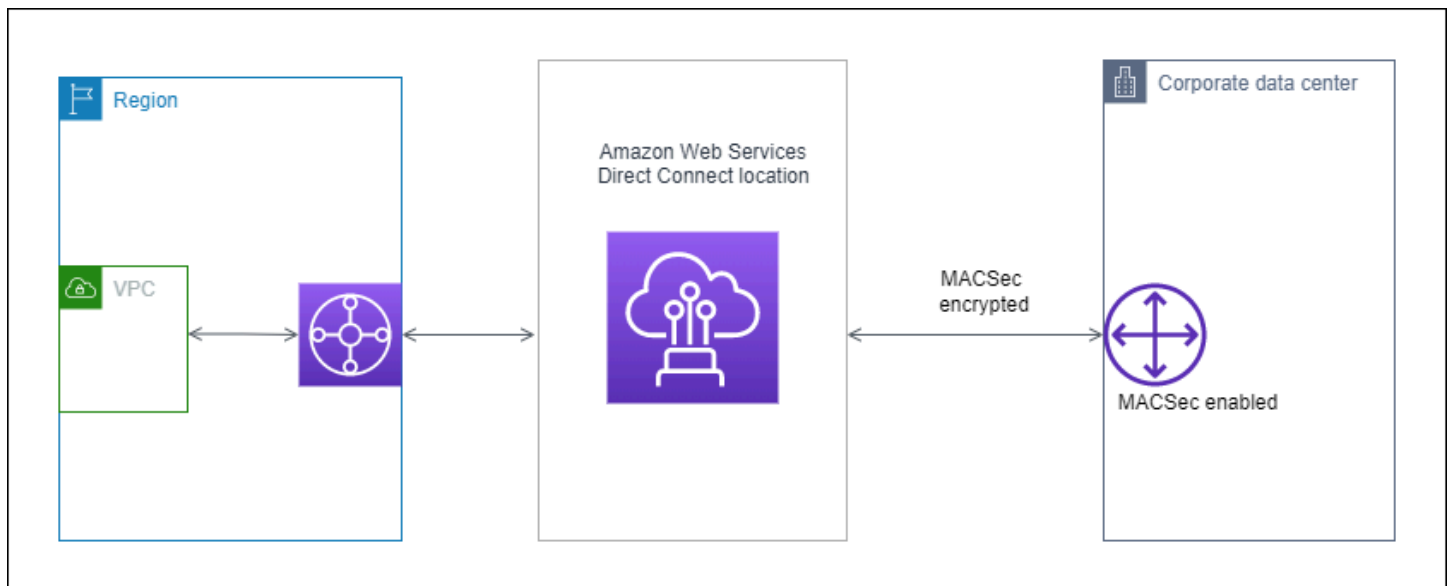 Region
VPC
Amazon Web Services
Direct Connect location
MACSec
encrypted
Corporate data center
MACSec enabled